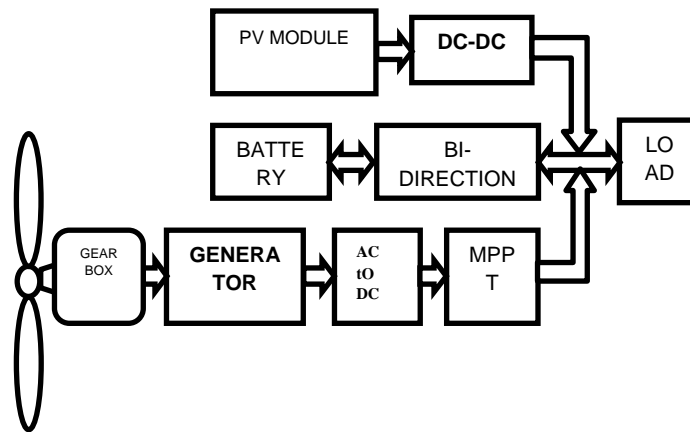 PV MODULE
DC-DC
BATTE
RY
BI-
DIRECTION
LO
AD
GEAR
BOX
GENERA
TOR
AC
tO
DC
MPP
T